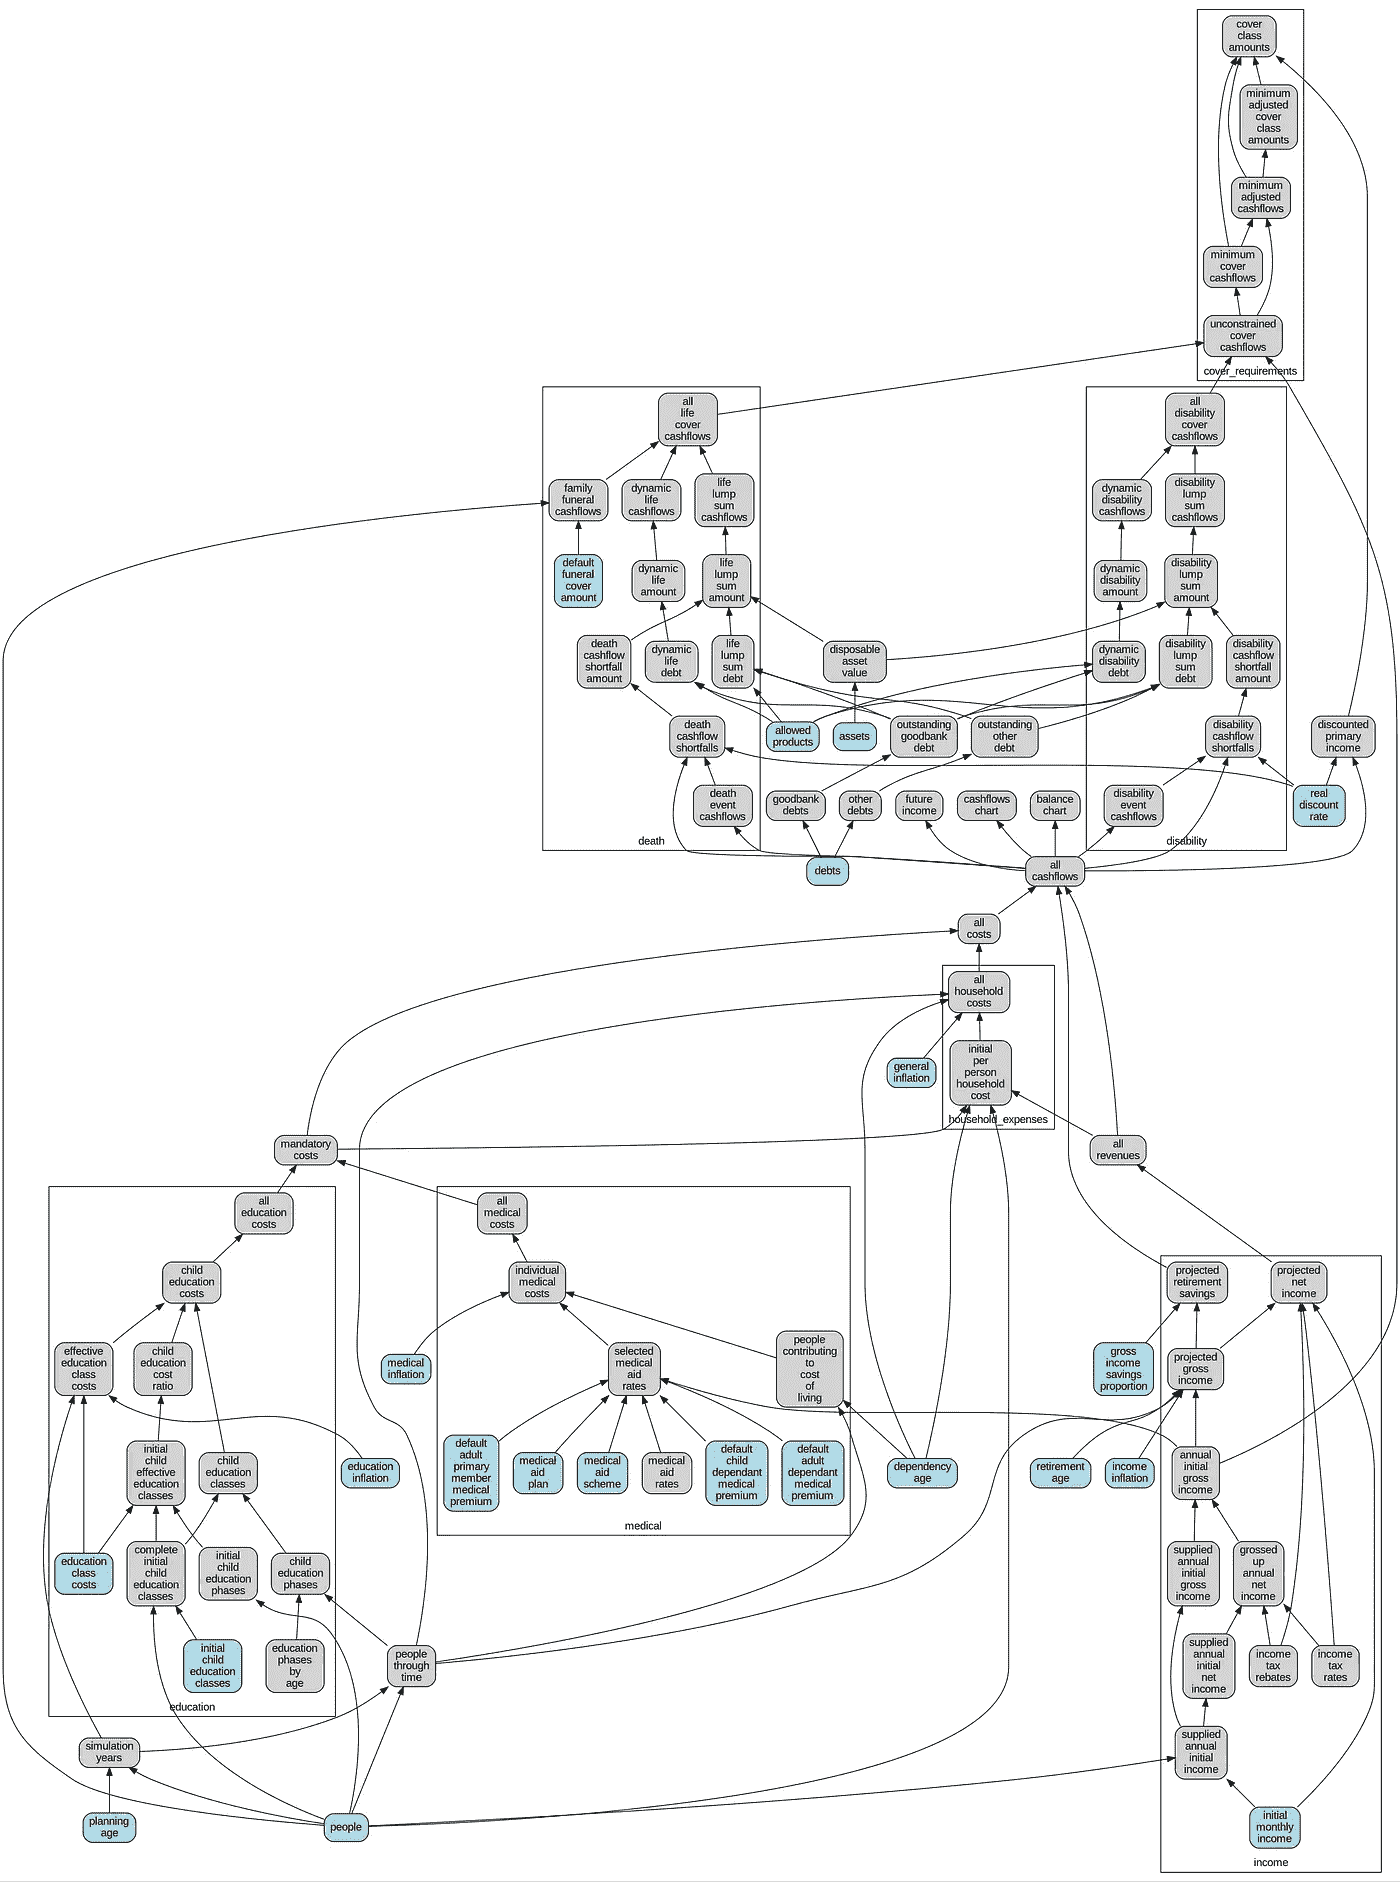 cover
class
amounts
minimum
adjusted
cover
class
amounts
minimum
adjusted
cashflows
minimum
cover
cashflows
unconstrained
cover
cashflows
cover_requirements
all
life
cover
cashflows
family
funeral
cashflows
dynamic
life
cashflows
life
lump
sum
cashflows
default
funeral
cover
amount
dynamic
life
amount
life
lump
sum
amount
death
cashflow
shortfall
amount
dynamic
life
debt
life
lump
sum
debt
death
cashflow
shortfalls
death
event
cashflows
death
disposable
asset
value
allowed
products
assets
outstanding
goodbank
debt
outstanding
other
debt
goodbank
debts
other
debts
future
income
cashflows
chart
balance
chart
debts
all
disability
cover
cashflows
dynamic
disability
cashflows
disability
lump
sum
cashflows
dynamic
disability
amount
disability
lump
sum
amount
dynamic
disability
debt
disability
lump
sum
debt
disability
cashflow
shortfall
amount
disability
cashflow
shortfalls
disability
event
cashflows
disability
discounted
primary
income
real
discount
rate
all
cashflows
all
costs
all
household
costs
general
inflation
initial
per
person
household
cost
household_expenses
mandatory
costs
all
revenues
all
education
costs
child
education
costs
effective
education
class
costs
child
education
cost
ratio
initial
child
effective
education
classes
child
education
classes
education
inflation
education
class
costs
complete
initial
child
education
classes
initial
child
education
phases
child
education
phases
initial
child
education
classes
education
phases
by
age
education
people
through
time
simulation
years
planning
age
people
all
medical
costs
individual
medical
costs
medical
inflation
selected
medical
aid
rates
people
contributing
to
cost
of
living
default
adult
primary
member
medical
premium
medical
aid
plan
medical
aid
scheme
medical
aid
rates
default
child
dependant
medical
premium
default
adult
dependant
medical
premium
medical
dependency
age
projected
retirement
savings
projected
net
income
gross
income
savings
proportion
projected
gross
income
retirement
age
income
inflation
annual
initial
gross
income
supplied
annual
initial
gross
income
grossed
up
annual
net
income
supplied
annual
initial
net
income
income
tax
rebates
income
tax
rates
supplied
annual
initial
income
initial
monthly
income
income